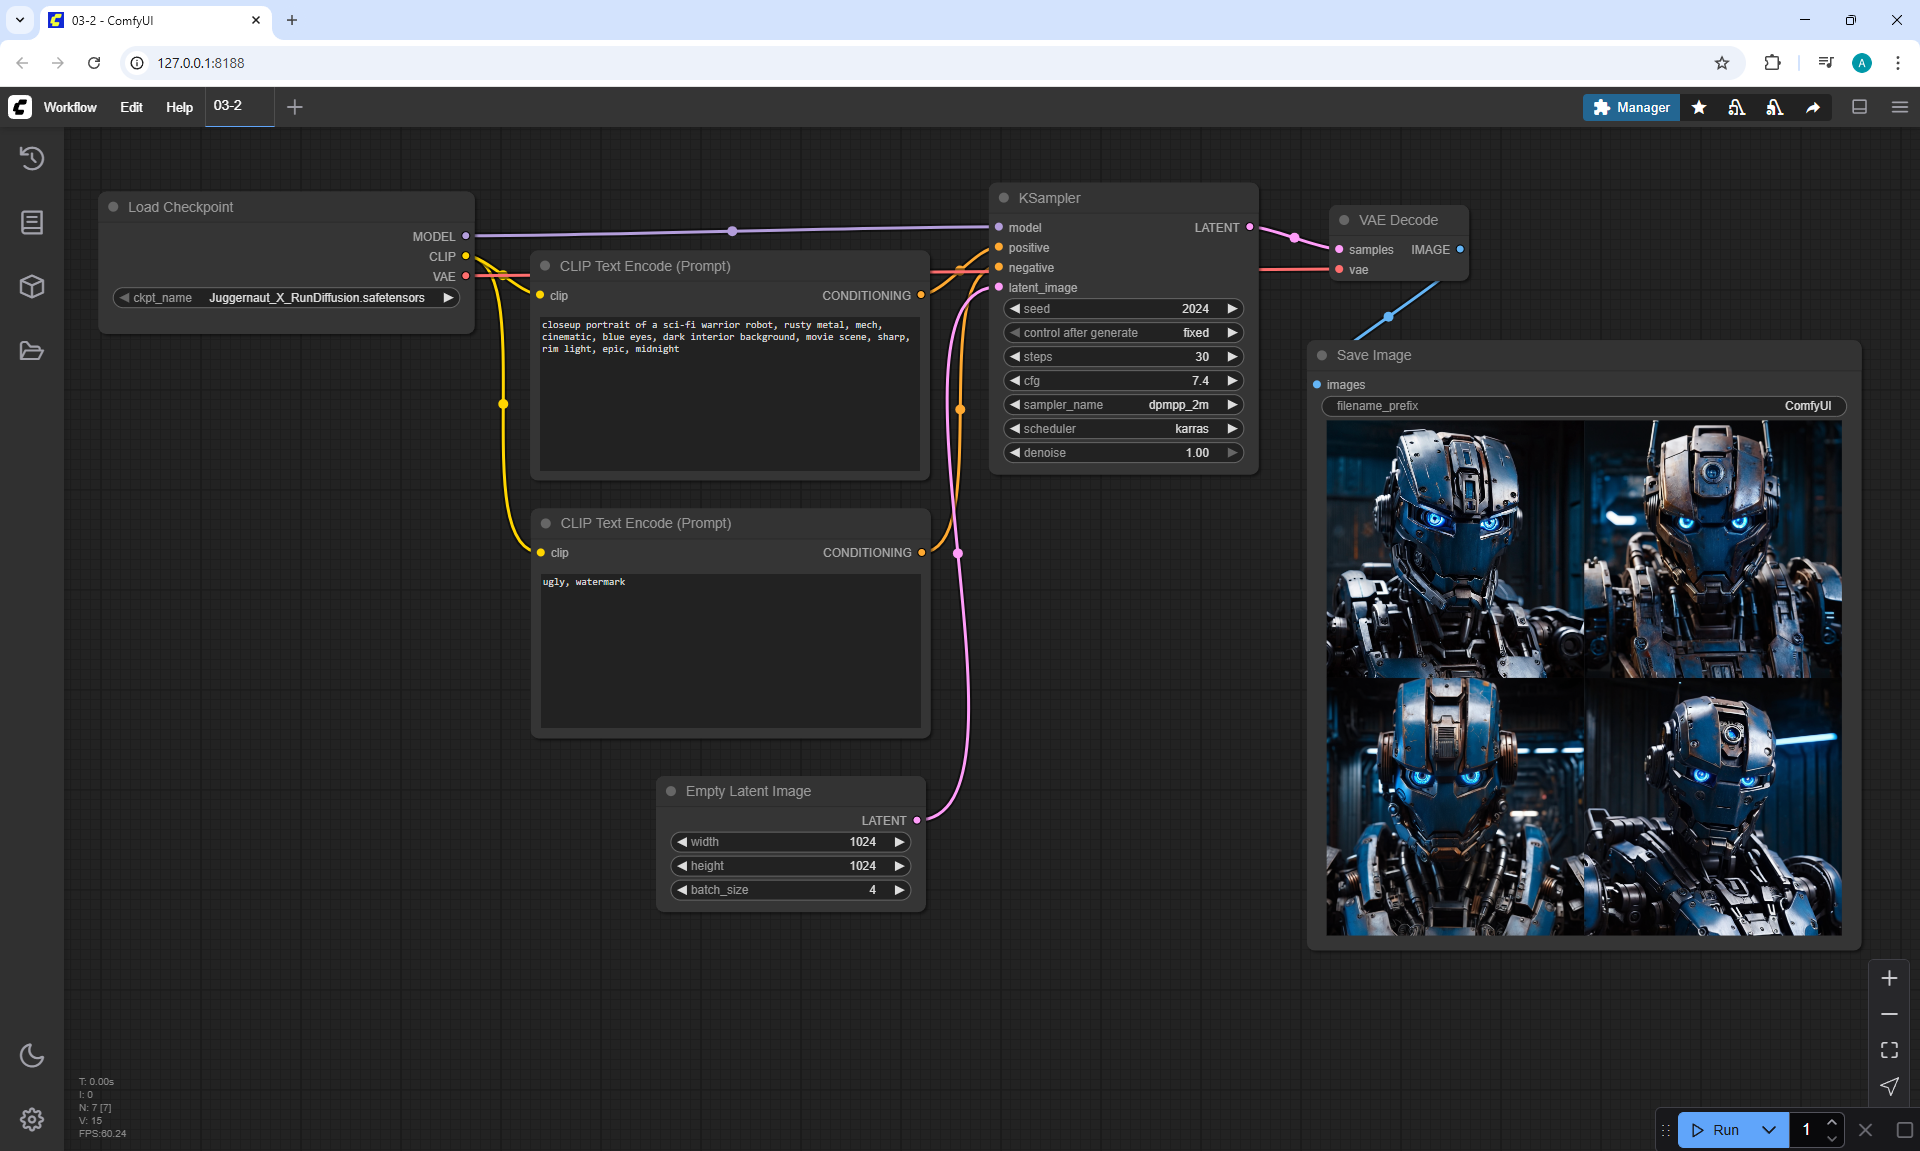 03-2 - ComfyUI
127.0.0.1:8188
A
Workflow Edit Help 03-2
Manager
Load Checkpoint
MODEL
CLIP
VAE
ckpt_name Juggernaut_X_RunDiffusion.safetensors
CLIP Text Encode (Prompt)
clip CONDITIONING
closeup portrait of a sci-fi warrior robot, rusty metal, mech,
cinematic, blue eyes, dark interior background, movie scene, sharp,
rim light, epic, midnight
CLIP Text Encode (Prompt)
clip CONDITIONING
ugly, watermark
Empty Latent Image
LATENT
width 1024
height 1024
batch_size 4
KSampler
model LATENT
positive
negative
latent_image
seed 2024
control after generate fixed
steps 30
cfg 7.4
sampler_name dpmpp_2m
scheduler karras
denoise 1.00
VAE Decode
samples IMAGE
vae
Save Image
images
filename_prefix ComfyUI
T: 0.00s
I: 0
N: 7 [7]
V: 15
FPS:60.24
Run 1